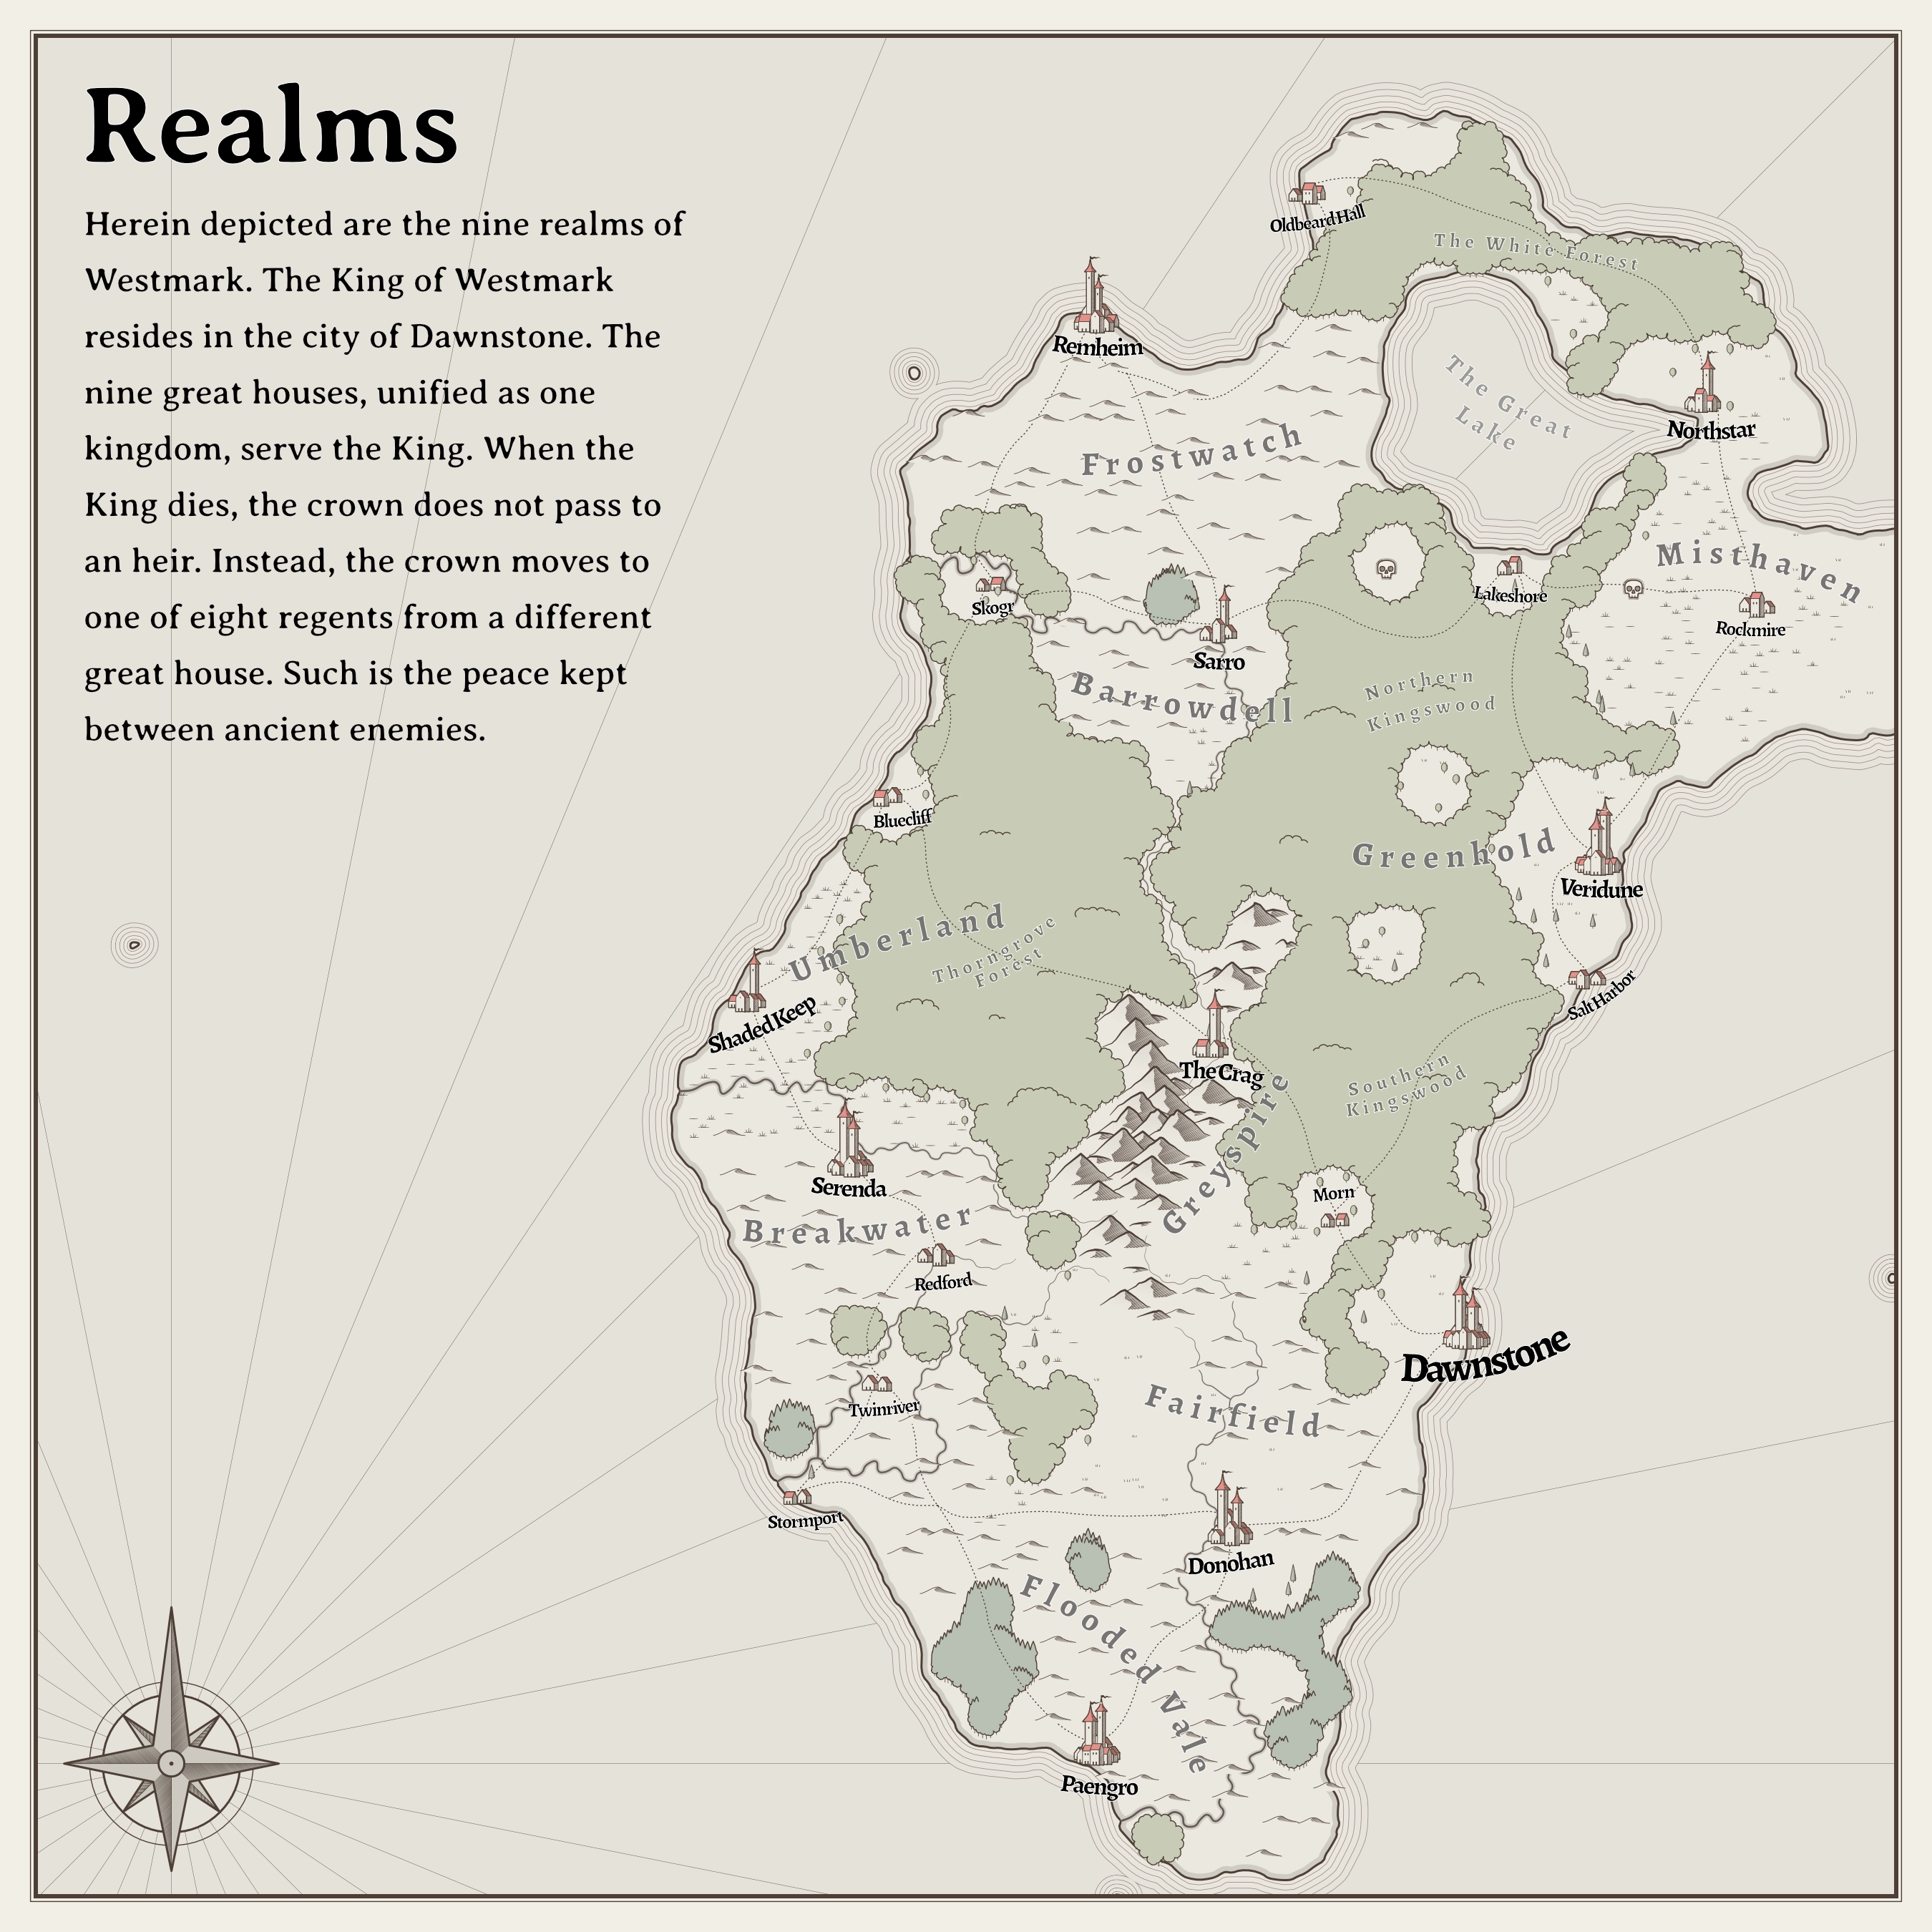 Realms
Herein depicted are the nine realms of
Westmark. The King of Westmark
resides in the city of Dawnstone. The
nine great houses, unified as one
kingdom, serve the King. When the
King dies, the crown does not pass to
an heir. Instead, the crown moves to
one of eight regents from a different
great house. Such is the peace kept
between ancient enemies.
Oldbeard Hall
The White Forest
Remheim
The Great
Lake
Northstar
Frostwatch
Misthaven
Skogr
Lakeshore
Rockmire
Sarro
Barrowdell
Northern
Kingswood
Bluecliff
Greenhold
Veridune
Umberland
Thorngrove
Forest
Shaded Keep
Salt Harbor
The Crag
Southern
Kingswood
Greyspire
Serenda
Morn
Breakwater
Redford
Dawnstone
Twinriver
Fairfield
Stormport
Donohan
Flooded Vale
Paengro